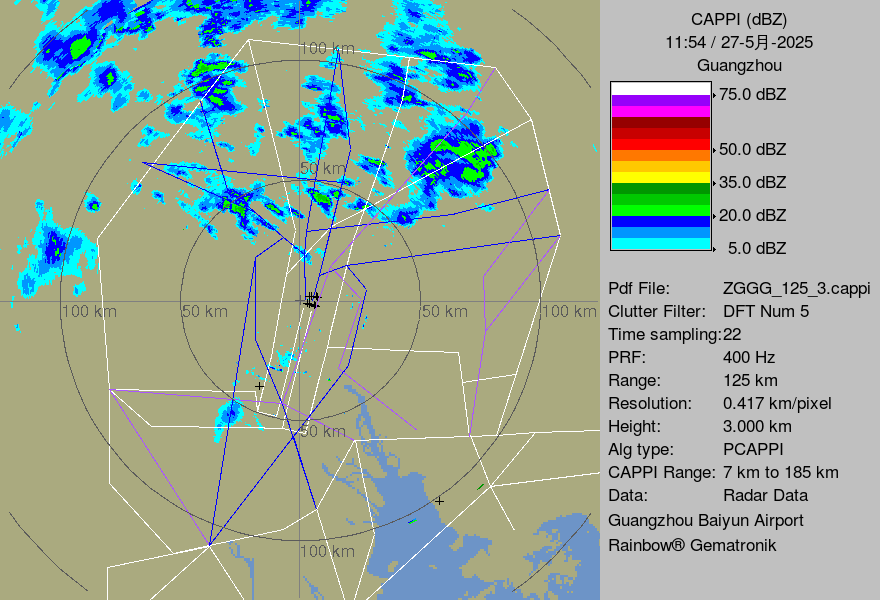 CAPPI (dBZ)
11:54 / 27-5月-2025
Guangzhou
75.0 dBZ
50.0 dBZ
35.0 dBZ
20.0 dBZ
5.0 dBZ
Pdf File: ZGGG_125_3.cappi
Clutter Filter: DFT Num 5
Time sampling:22
PRF: 400 Hz
Range: 125 km
Resolution: 0.417 km/pixel
Height: 3.000 km
Alg type: PCAPPI
CAPPI Range: 7 km to 185 km
Data: Radar Data
Guangzhou Baiyun Airport
Rainbow® Gematronik
100 km
50 km
100 km
50 km
50 km
100 km
50 km
100 km